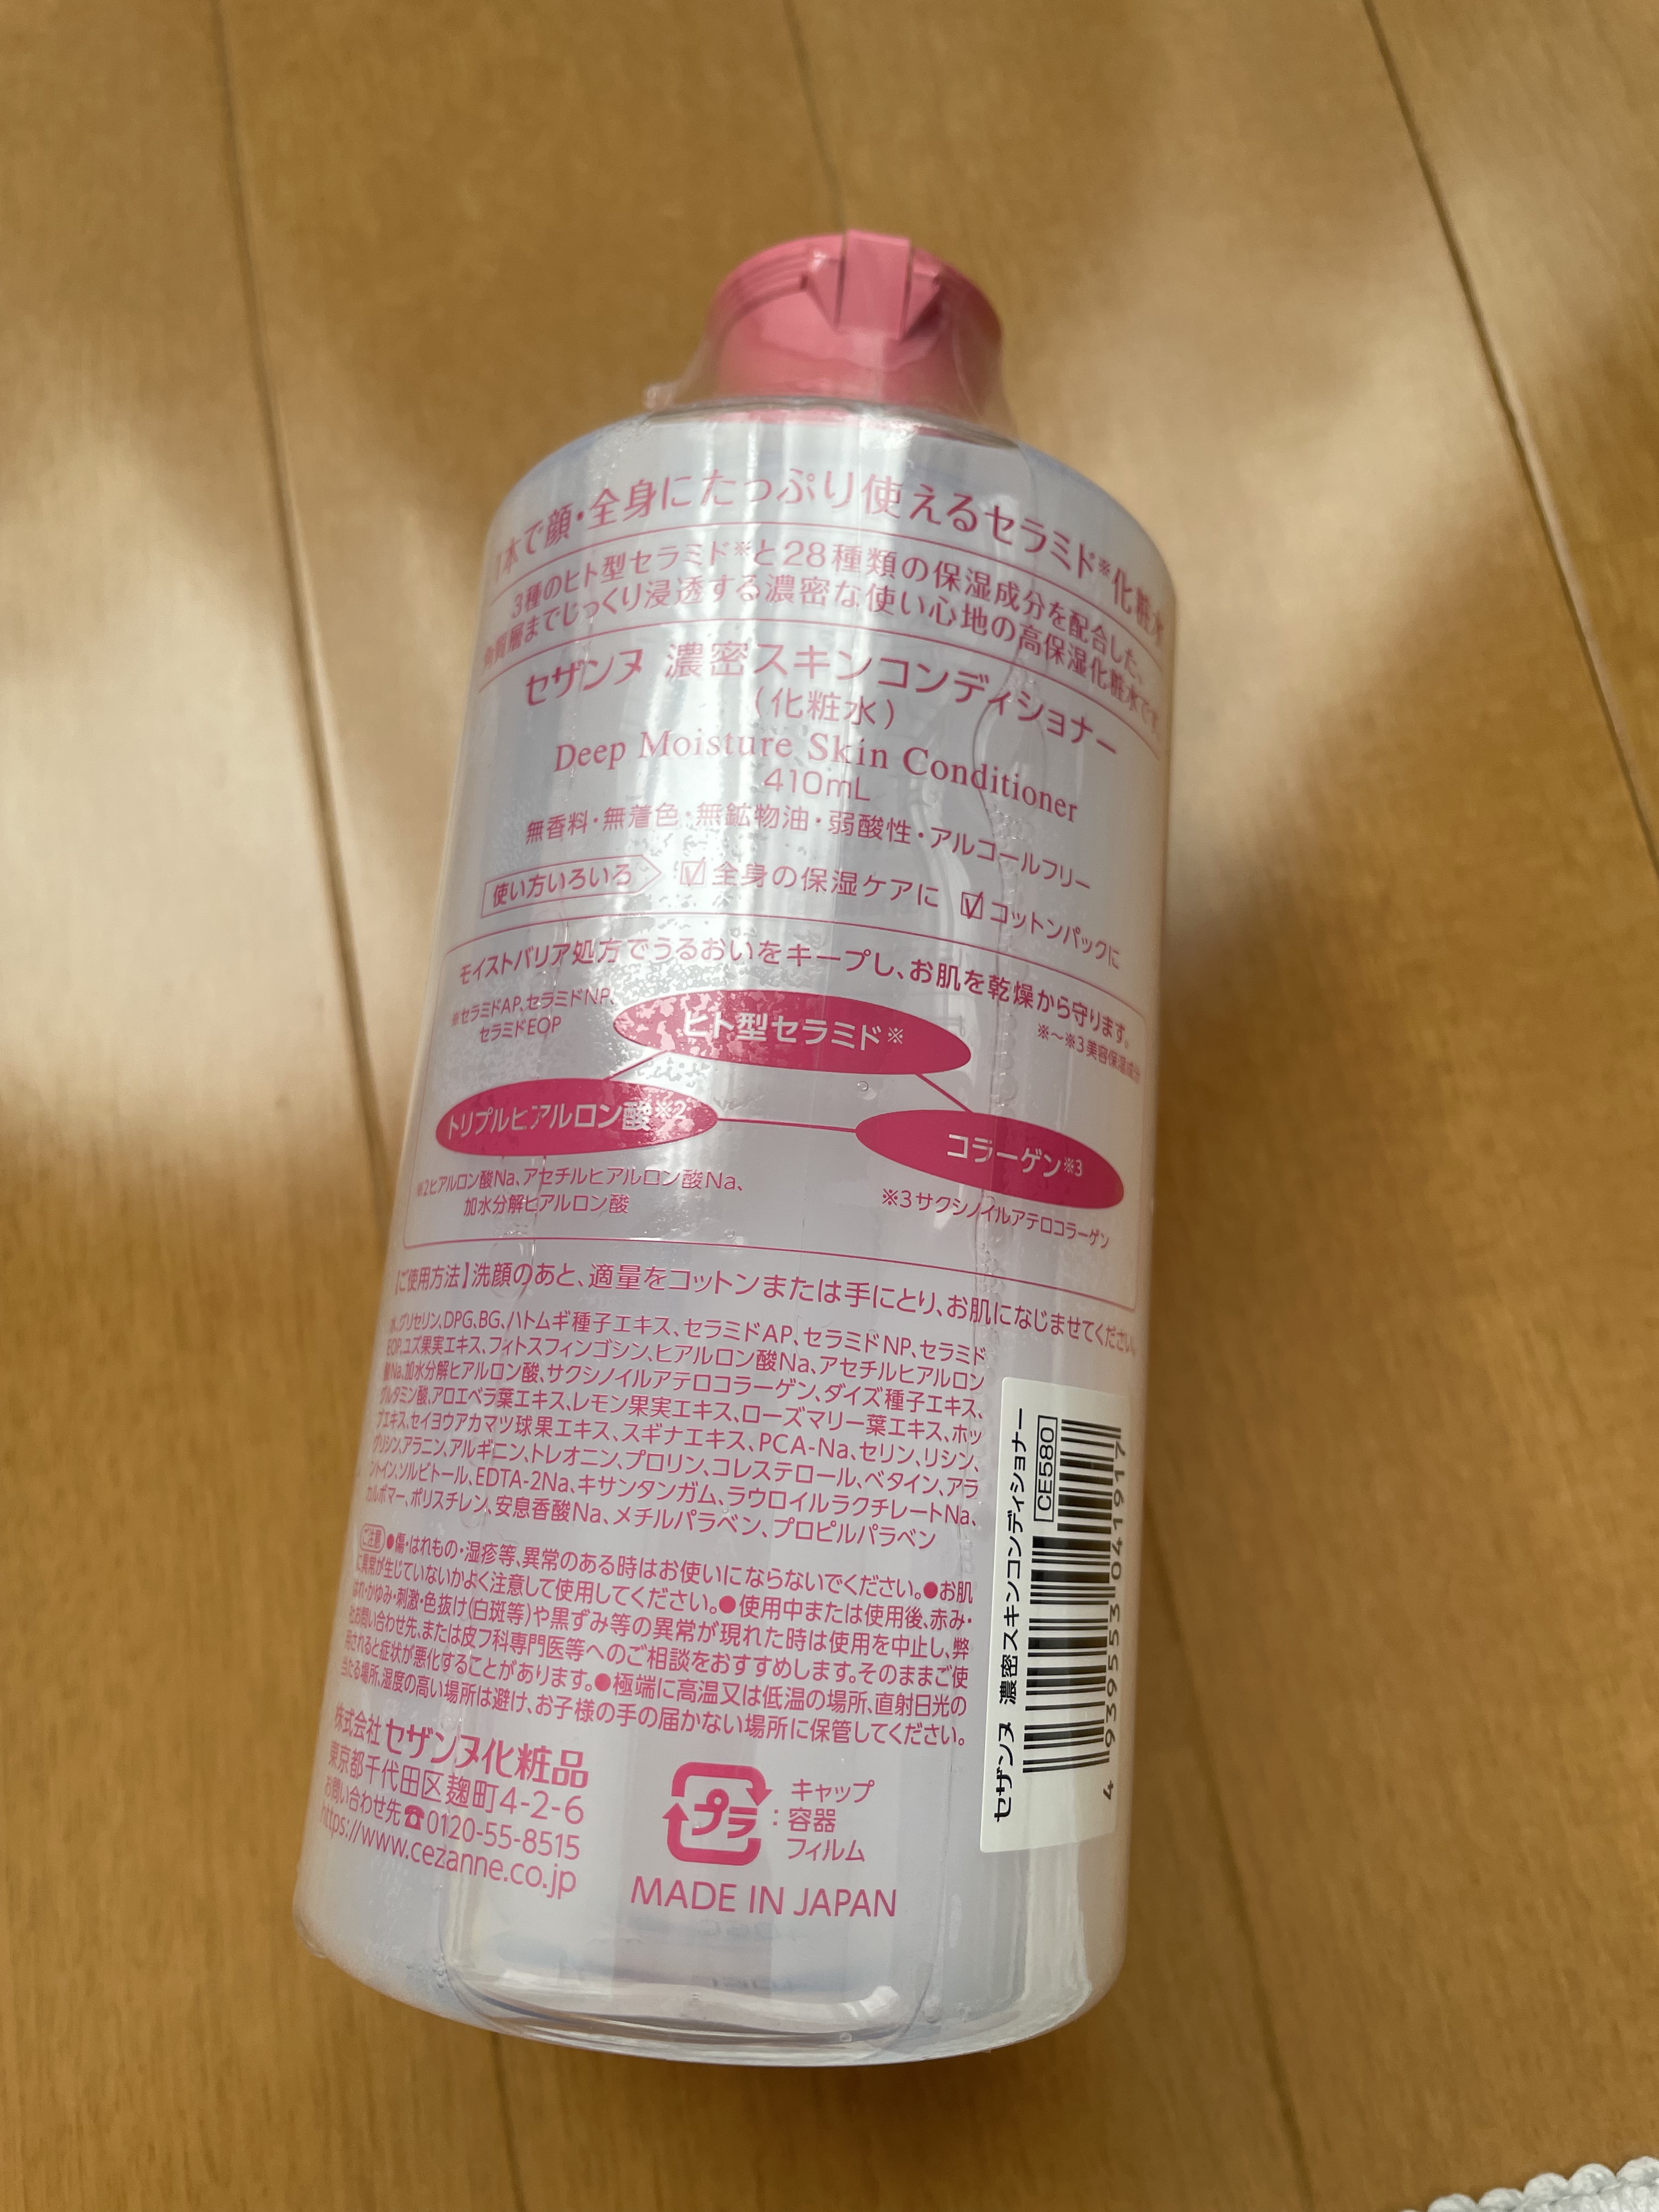 1本で顔・全身にたっぷり使えるセラミド※化粧水
3種のヒト型セラミド※と28種類の保湿成分を配合した、
角質層までじっくり浸透する濃密な使い心地の高保湿化粧水です。
セザンヌ 濃密スキンコンディショナー
(化粧水)
Deep Moisture Skin Conditioner
410mL
無香料・無着色・無鉱物油・弱酸性・アルコールフリー
使い方いろいろ ☑全身の保湿ケアに ☑コットンパックに
モイストバリア処方でうるおいをキープし、お肌を乾燥から守ります。
※〜※3美容保湿成分
※セラミドAP、セラミドNP、
セラミドEOP
ヒト型セラミド※
トリプルヒアルロン酸※2
コラーゲン※3
※2ヒアルロン酸Na、アセチルヒアルロン酸Na、
加水分解ヒアルロン酸
※3サクシノイルアテロコラーゲン
【ご使用方法】洗顔のあと、適量をコットンまたは手にとり、お肌になじませてください。
水、グリセリン、DPG、BG、ハトムギ種子エキス、セラミドAP、セラミドNP、セラミド
EOP、ユズ果実エキス、フィトスフィンゴシン、ヒアルロン酸Na、アセチルヒアルロン
酸Na、加水分解ヒアルロン酸、サクシノイルアテロコラーゲン、ダイズ種子エキス、
グルタミン酸、アロエベラ葉エキス、レモン果実エキス、ローズマリー葉エキス、ホッ
プエキス、セイヨウアカマツ球果エキス、スギナエキス、PCA-Na、セリン、リシン、
グリシン、アラニン、アルギニン、トレオニン、プロリン、コレステロール、ベタイン、アラ
ントイン、ソルビトール、EDTA-2Na、キサンタンガム、ラウロイルラクチレートNa、
カルボマー、ポリスチレン、安息香酸Na、メチルパラベン、プロピルパラベン
ご注意 ●傷・はれもの・湿疹等、異常のある時はお使いにならないでください。●お肌
に異常が生じていないかよく注意して使用してください。●使用中または使用後、赤み・
はれ・かゆみ・刺激・色抜け(白斑等)や黒ずみ等の異常が現れた時は使用を中止し、弊
社お問い合わせ先、または皮フ科専門医等へのご相談をおすすめします。そのままご使
用されると症状が悪化することがあります。●極端に高温又は低温の場所、直射日光の
当たる場所、湿度の高い場所は避け、お子様の手の届かない場所に保管してください。
株式会社 セザンヌ化粧品
東京都千代田区麹町4-2-6
お問い合わせ先☎0120-55-8515
https://www.cezanne.co.jp
プラ : キャップ
容器
フィルム
MADE IN JAPAN
セザンヌ 濃密スキンコンディショナー
CE580
4 939553 041917